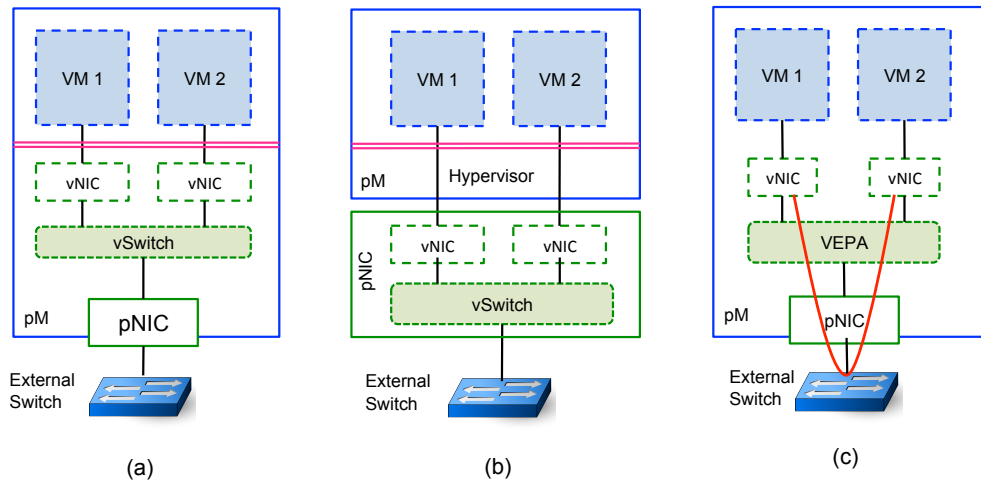 VM 1
VM 2
vNIC
vNIC
vSwitch
pM
pNIC
External
Switch
(a)
VM 1
VM 2
pM
Hypervisor
pNIC
vNIC
vNIC
vSwitch
External
Switch
(b)
VM 1
VM 2
vNIC
vNIC
VEPA
pM
pNIC
External
Switch
(c)